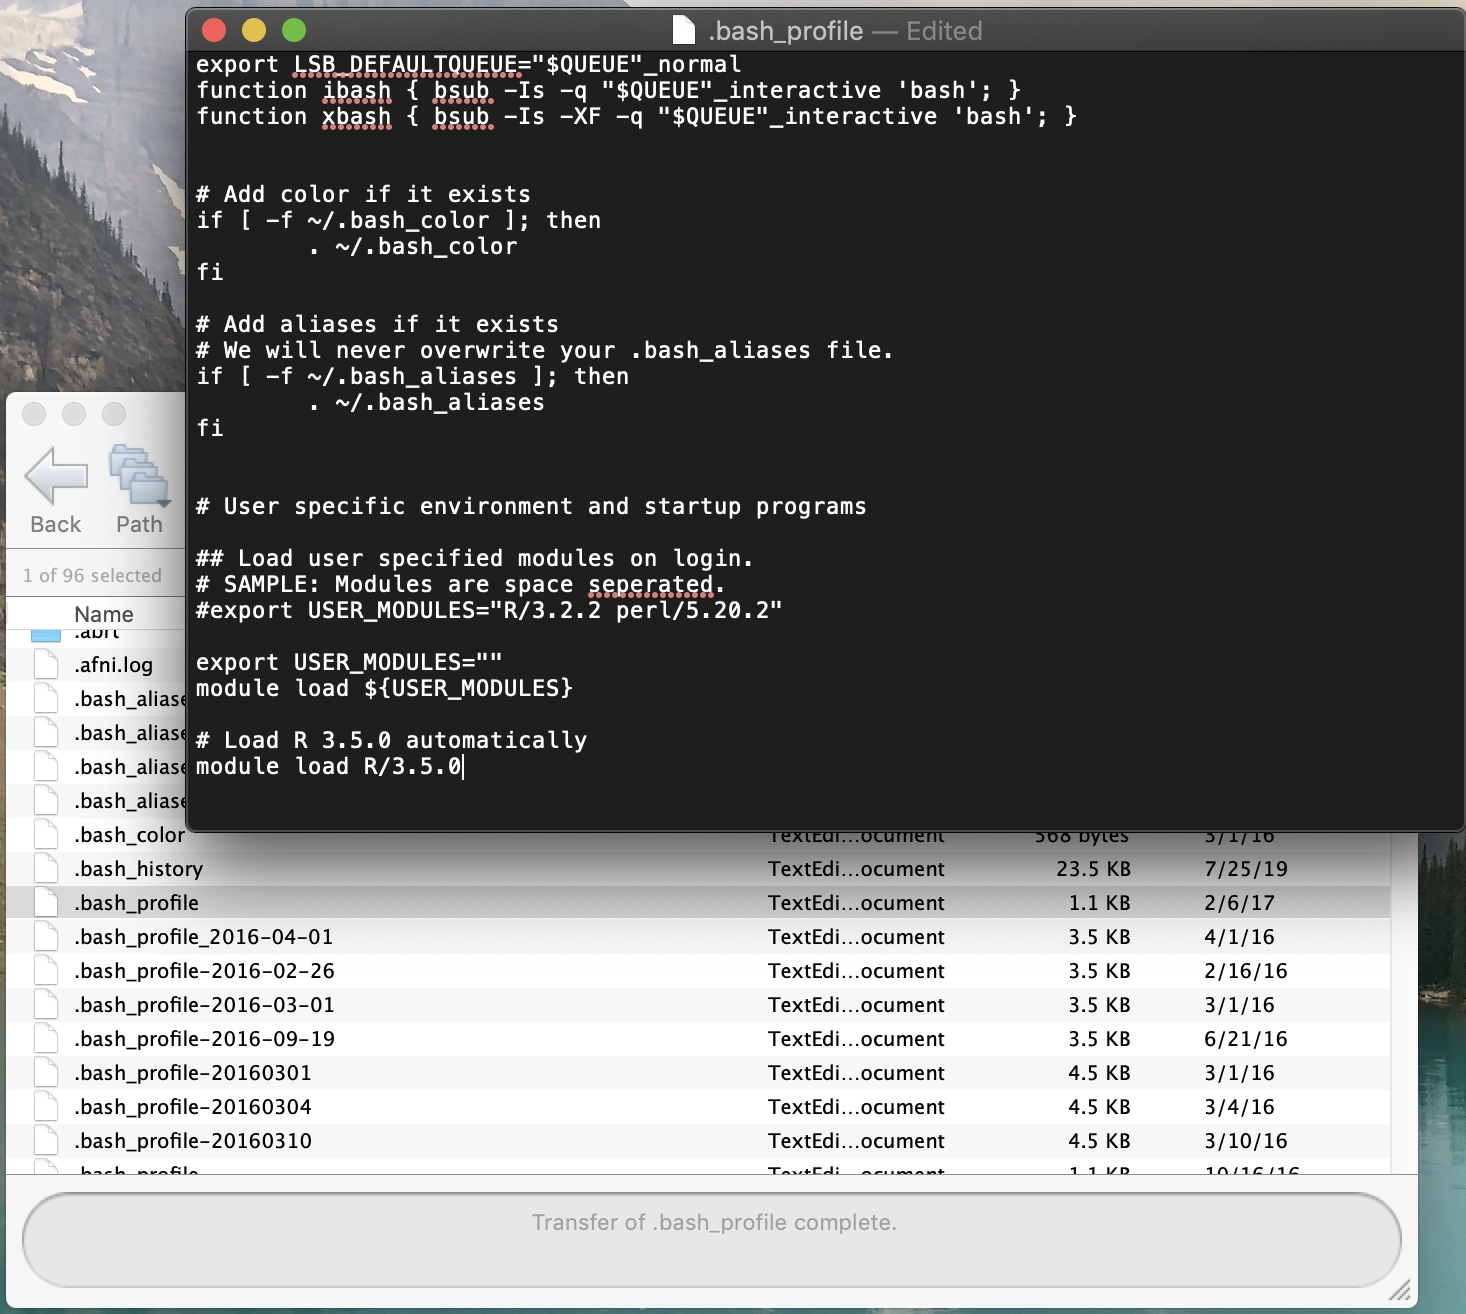 .bash_profile — Edited
export LSB_DEFAULTQUEUE="$QUEUE"_normal
function ibash { bsub -Is -q "$QUEUE"_interactive 'bash'; }
function xbash { bsub -Is -XF -q "$QUEUE"_interactive 'bash'; }
# Add color if it exists
if [ -f ~/.bash_color ]; then
. ~/.bash_color
fi
# Add aliases if it exists
# We will never overwrite your .bash_aliases file.
if [ -f ~/.bash_aliases ]; then
. ~/.bash_aliases
fi
# User specific environment and startup programs
## Load user specified modules on login.
# SAMPLE: Modules are space seperated.
#export USER_MODULES="R/3.2.2 perl/5.20.2"
export USER_MODULES=""
module load ${USER_MODULES}
# Load R 3.5.0 automatically
module load R/3.5.0
Back Path
1 of 96 selected
Name
.abrt
.afni.log
.bash_aliase
.bash_aliase
.bash_aliase
.bash_aliase
.bash_color TextEdi...ocument 568 bytes 3/1/16
.bash_history TextEdi...ocument 23.5 KB 7/25/19
.bash_profile TextEdi...ocument 1.1 KB 2/6/17
.bash_profile_2016-04-01 TextEdi...ocument 3.5 KB 4/1/16
.bash_profile-2016-02-26 TextEdi...ocument 3.5 KB 2/16/16
.bash_profile-2016-03-01 TextEdi...ocument 3.5 KB 3/1/16
.bash_profile-2016-09-19 TextEdi...ocument 3.5 KB 6/21/16
.bash_profile-20160301 TextEdi...ocument 4.5 KB 3/1/16
.bash_profile-20160304 TextEdi...ocument 4.5 KB 3/4/16
.bash_profile-20160310 TextEdi...ocument 4.5 KB 3/10/16
.bash_profile TextEdi...ocument 1.1 KB 10/16/16
Transfer of .bash_profile complete.